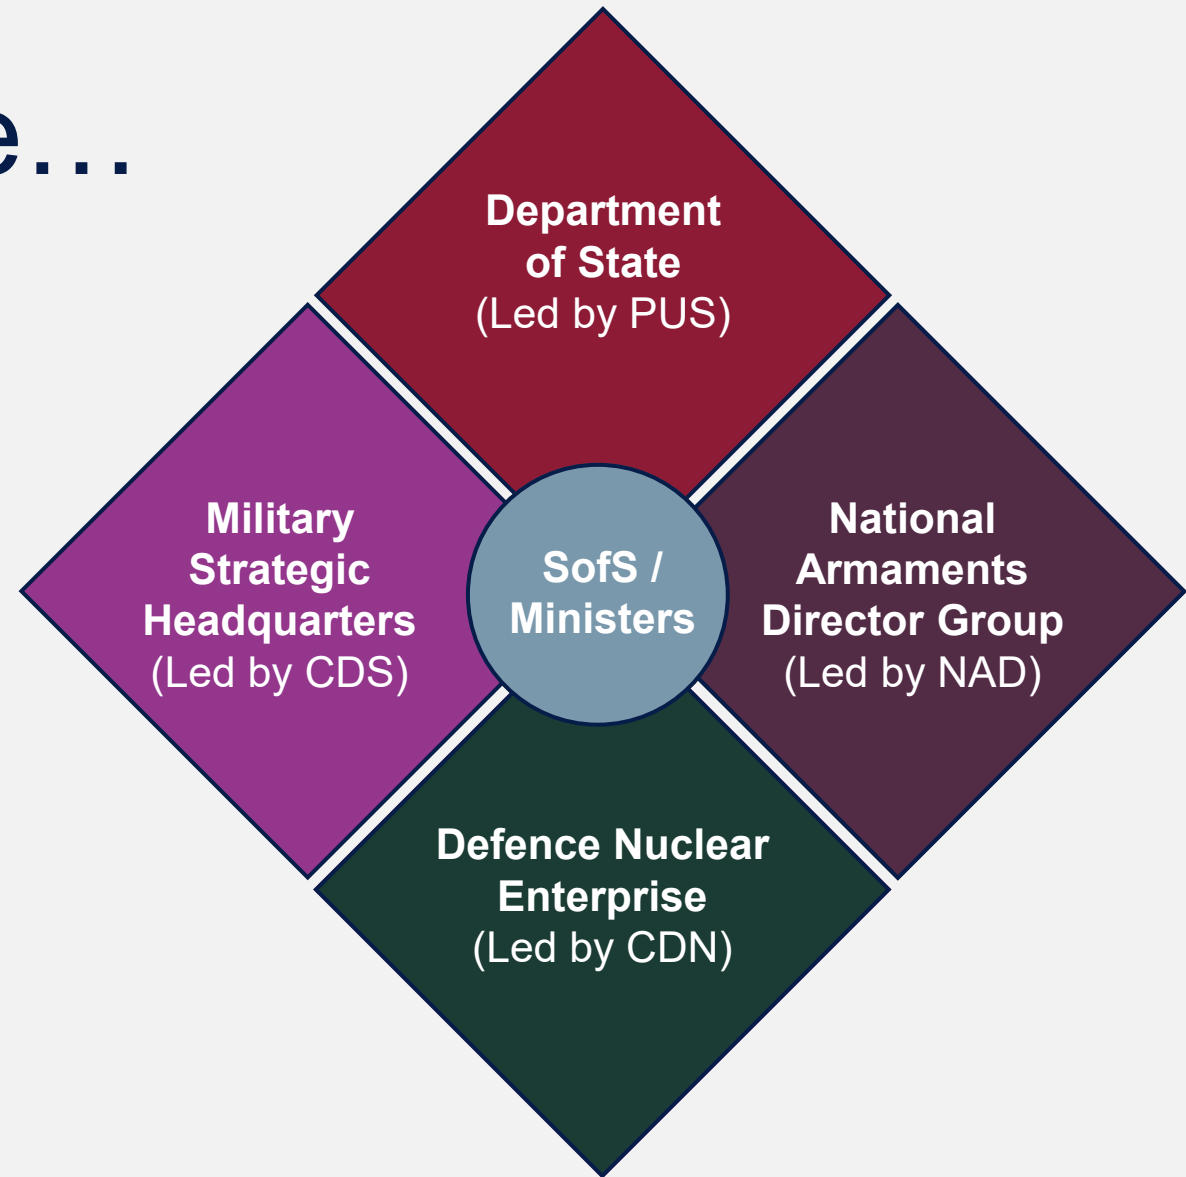 e…
Department
of State
(Led by PUS)
Military
Strategic
Headquarters
(Led by CDS)
SofS /
Ministers
National
Armaments
Director Group
(Led by NAD)
Defence Nuclear
Enterprise
(Led by CDN)